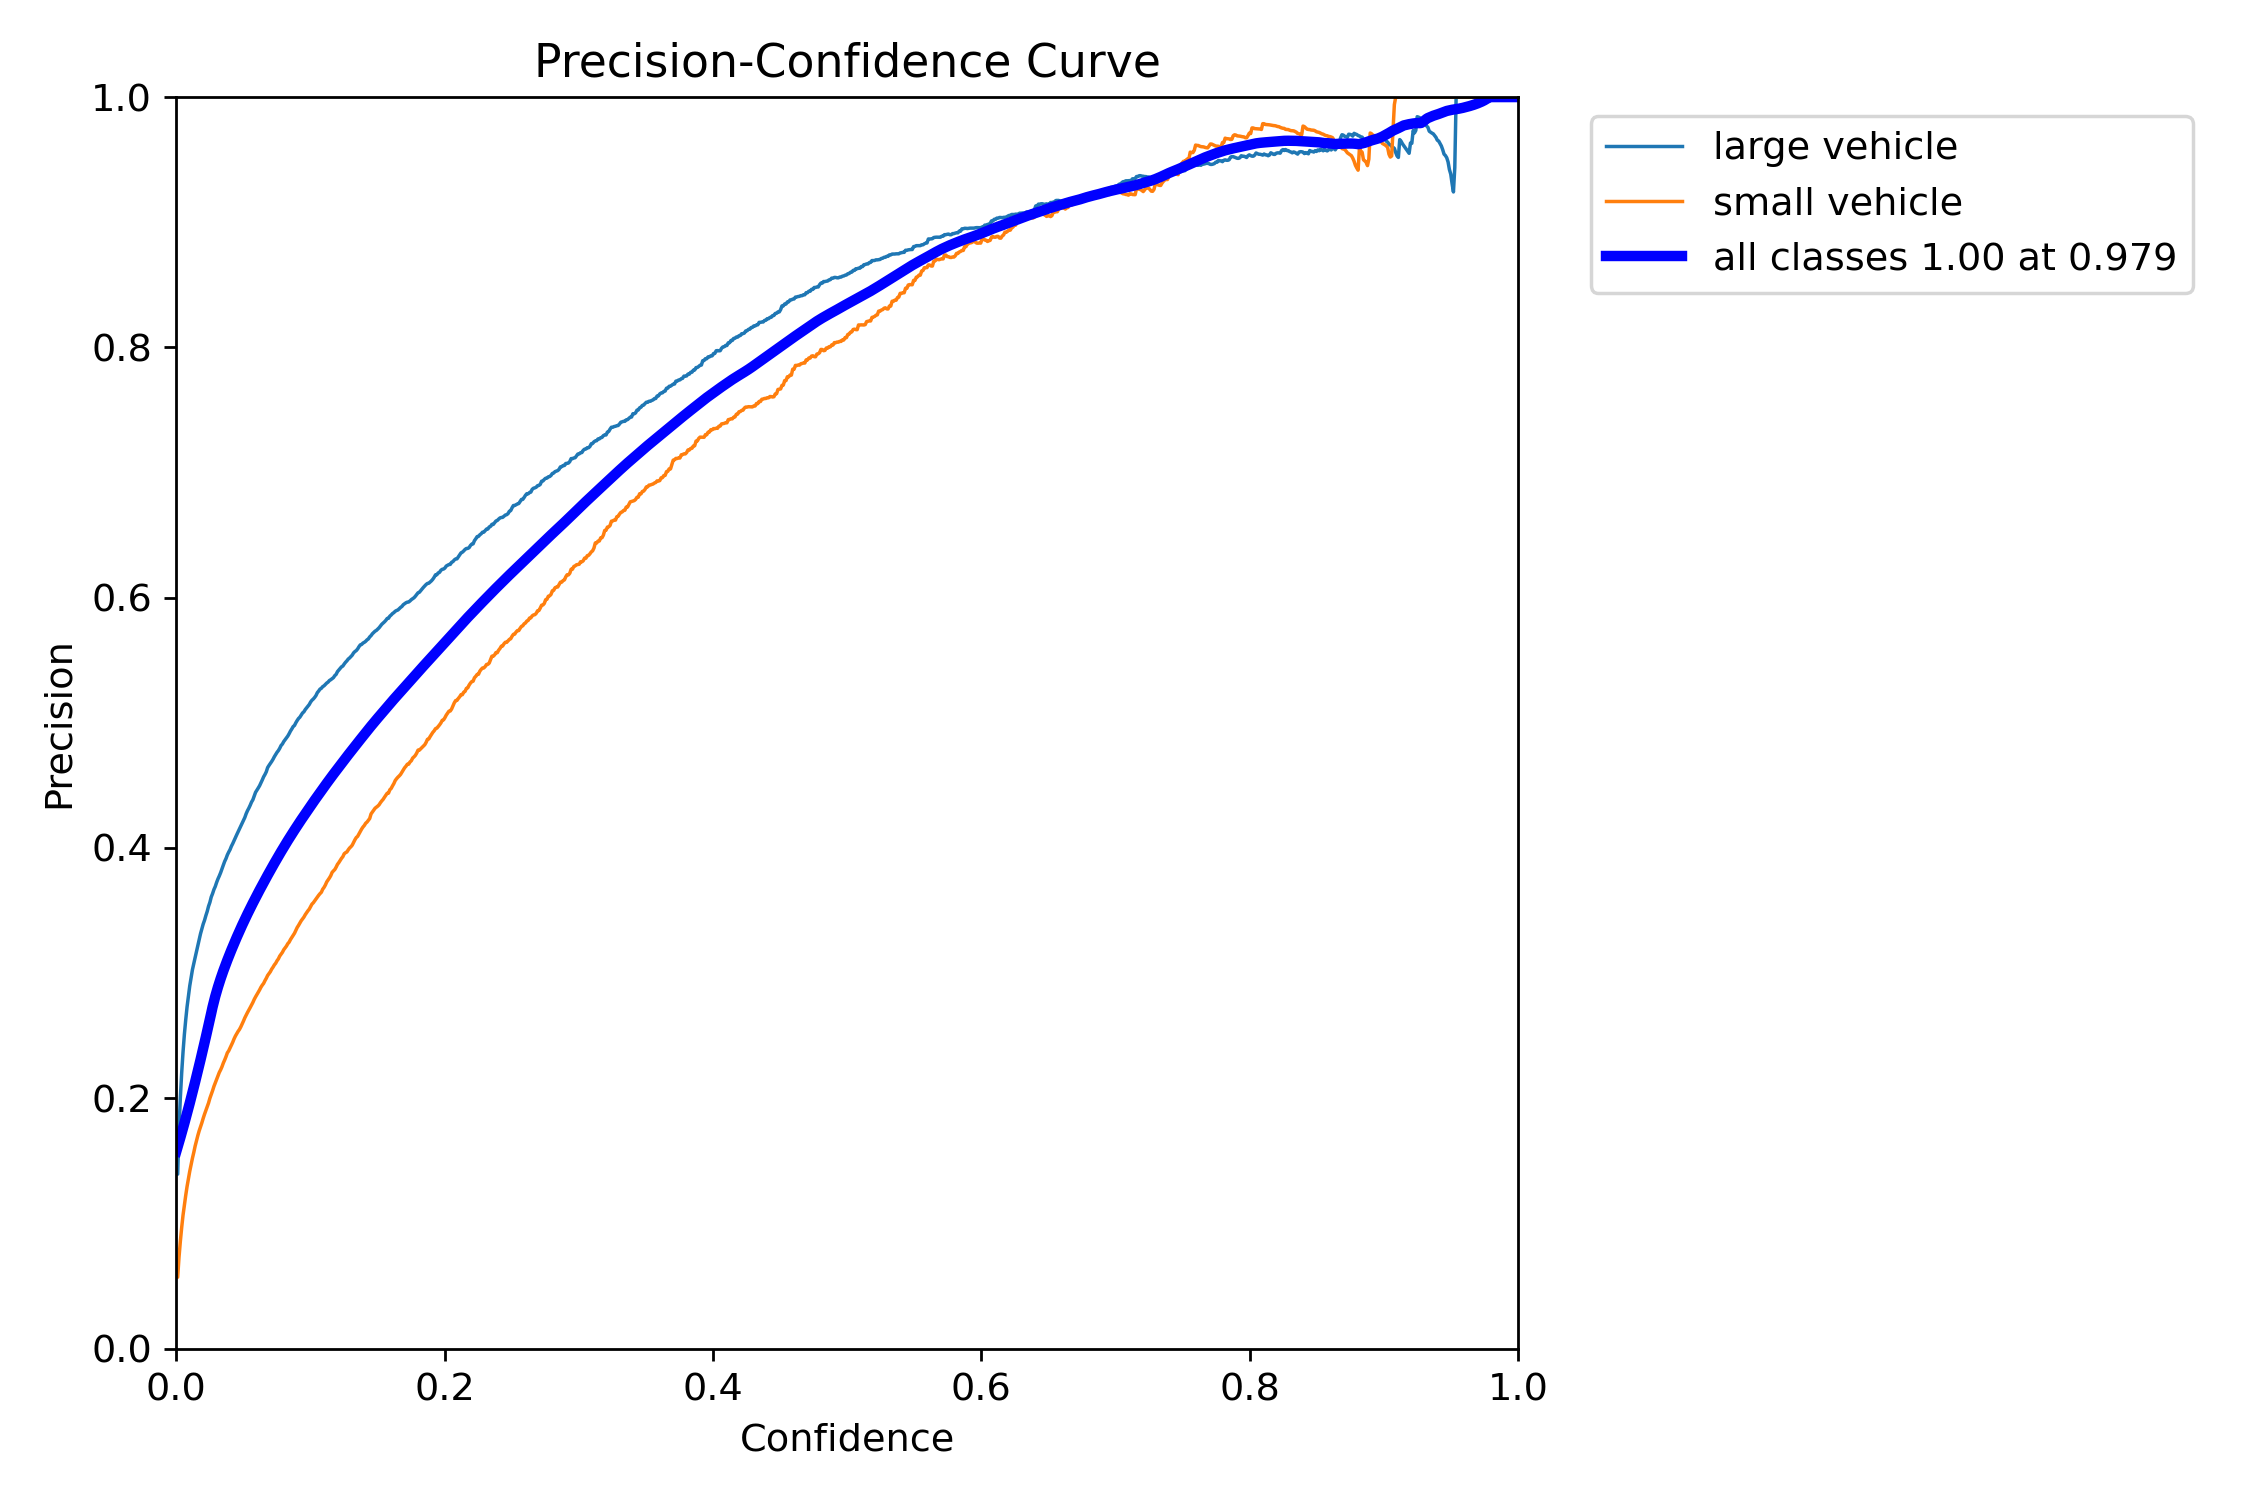 Precision-Confidence Curve
1.0
0.8
0.6
0.4
0.2
0.0
Precision
0.0 0.2 0.4 0.6 0.8 1.0
Confidence
large vehicle
small vehicle
all classes 1.00 at 0.979